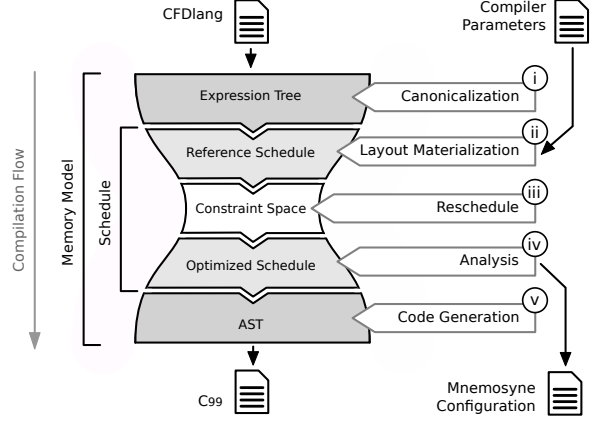 CFDlang
Compiler
Parameters
Expression Tree
Canonicalization
i
Reference Schedule
Layout Materialization
ii
Constraint Space
Reschedule
iii
Optimized Schedule
Analysis
iv
AST
Code Generation
v
Compilation Flow
Memory Model
Schedule
C99
Mnemosyne
Configuration